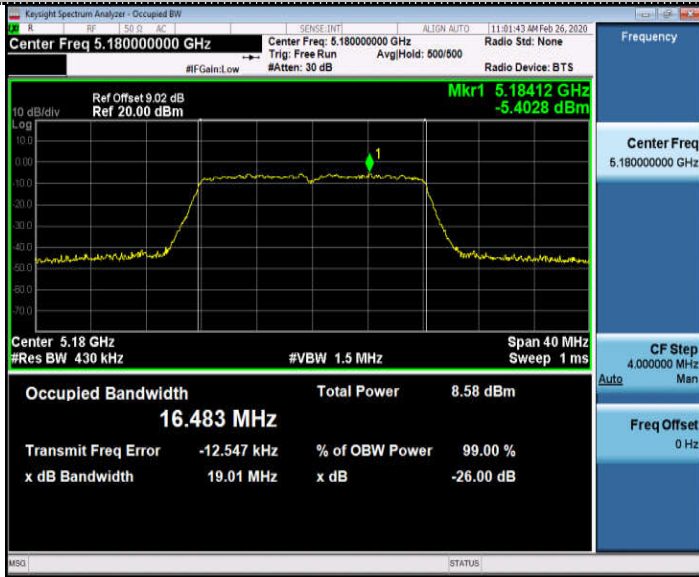 Keysight Spectrum Analyzer - Occupied BW
R RF 50 Ω AC SENSE:INT ALIGN AUTO 11:01:43 AM Feb 26, 2020
Center Freq 5.180000000 GHz Center Freq: 5.180000000 GHz Radio Std: None
Trig: Free Run Avg|Hold: 500/500
#IFGain:Low #Atten: 30 dB Radio Device: BTS
Frequency
Ref Offset 9.02 dB Mkr1 5.18412 GHz
10 dB/div Ref 20.00 dBm -5.4028 dBm
Log
10.0
0.00
-10.0
-20.0
-30.0
-40.0
-50.0
-60.0
-70.0
1
Center Freq
5.180000000 GHz
Center 5.18 GHz Span 40 MHz
#Res BW 430 kHz #VBW 1.5 MHz Sweep 1 ms
CF Step
4.000000 MHz
Auto Man
Occupied Bandwidth Total Power 8.58 dBm
16.483 MHz
Transmit Freq Error -12.547 kHz % of OBW Power 99.00 %
x dB Bandwidth 19.01 MHz x dB -26.00 dB
Freq Offset
0 Hz
MSG STATUS